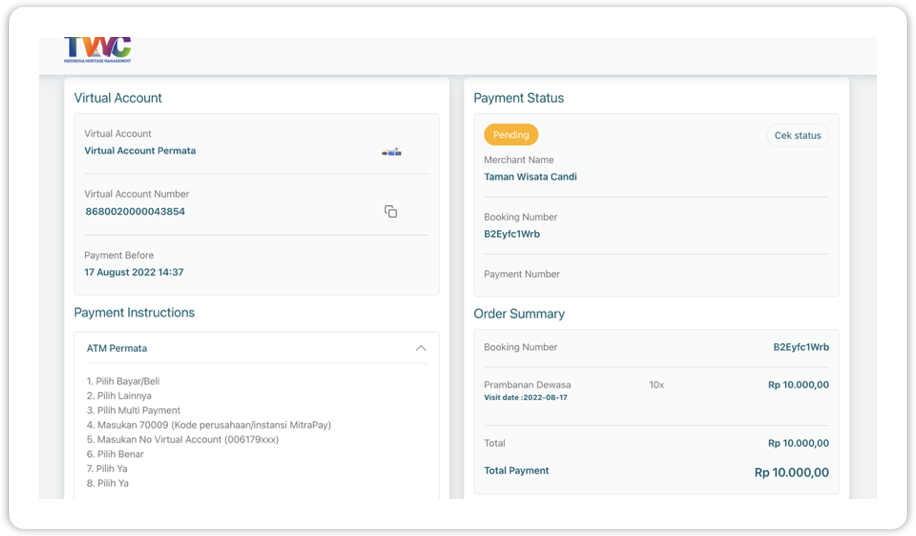 TWC
INDONESIA HERITAGE MANAGEMENT
Virtual Account
Virtual Account
Virtual Account Permata
Virtual Account Number
8680020000043854
Payment Before
17 August 2022 14:37
Payment Instructions
ATM Permata
1. Pilih Bayar/Beli
2. Pilih Lainnya
3. Pilih Multi Payment
4. Masukan 70009 (Kode perusahaan/instansi MitraPay)
5. Masukan No Virtual Account (006179xxx)
6. Pilih Benar
7. Pilih Ya
8. Pilih Ya
Payment Status
Pending
Cek status
Merchant Name
Taman Wisata Candi
Booking Number
B2Eyfc1Wrb
Payment Number
Order Summary
Booking Number B2Eyfc1Wrb
Prambanan Dewasa 10x Rp 10.000,00
Visit date :2022-08-17
Total Rp 10.000,00
Total Payment Rp 10.000,00